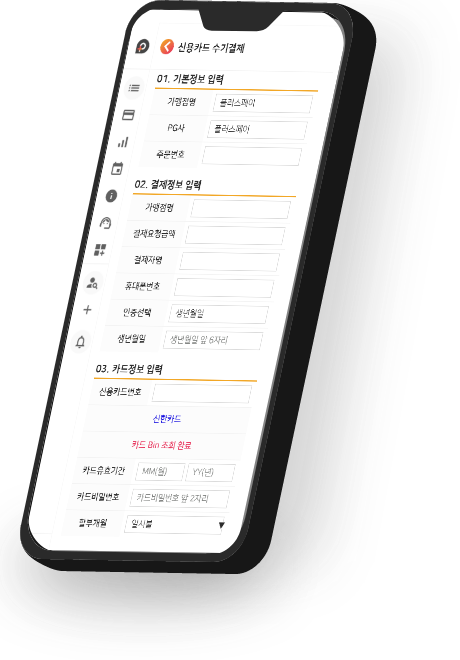 신용카드 수기결제
01. 기본정보 입력
가맹점명 플러스페이
PG사 플러스페이
주문번호
02. 결제정보 입력
가맹점명
결제요청금액
결제자명
휴대폰번호
인증선택 생년월일
생년월일 생년월일 앞 6자리
03. 카드정보 입력
신용카드번호
신한카드
카드 Bin 조회 완료
카드유효기간 MM(월) YY(년)
카드비밀번호 카드비밀번호 앞 2자리
할부개월 일시불